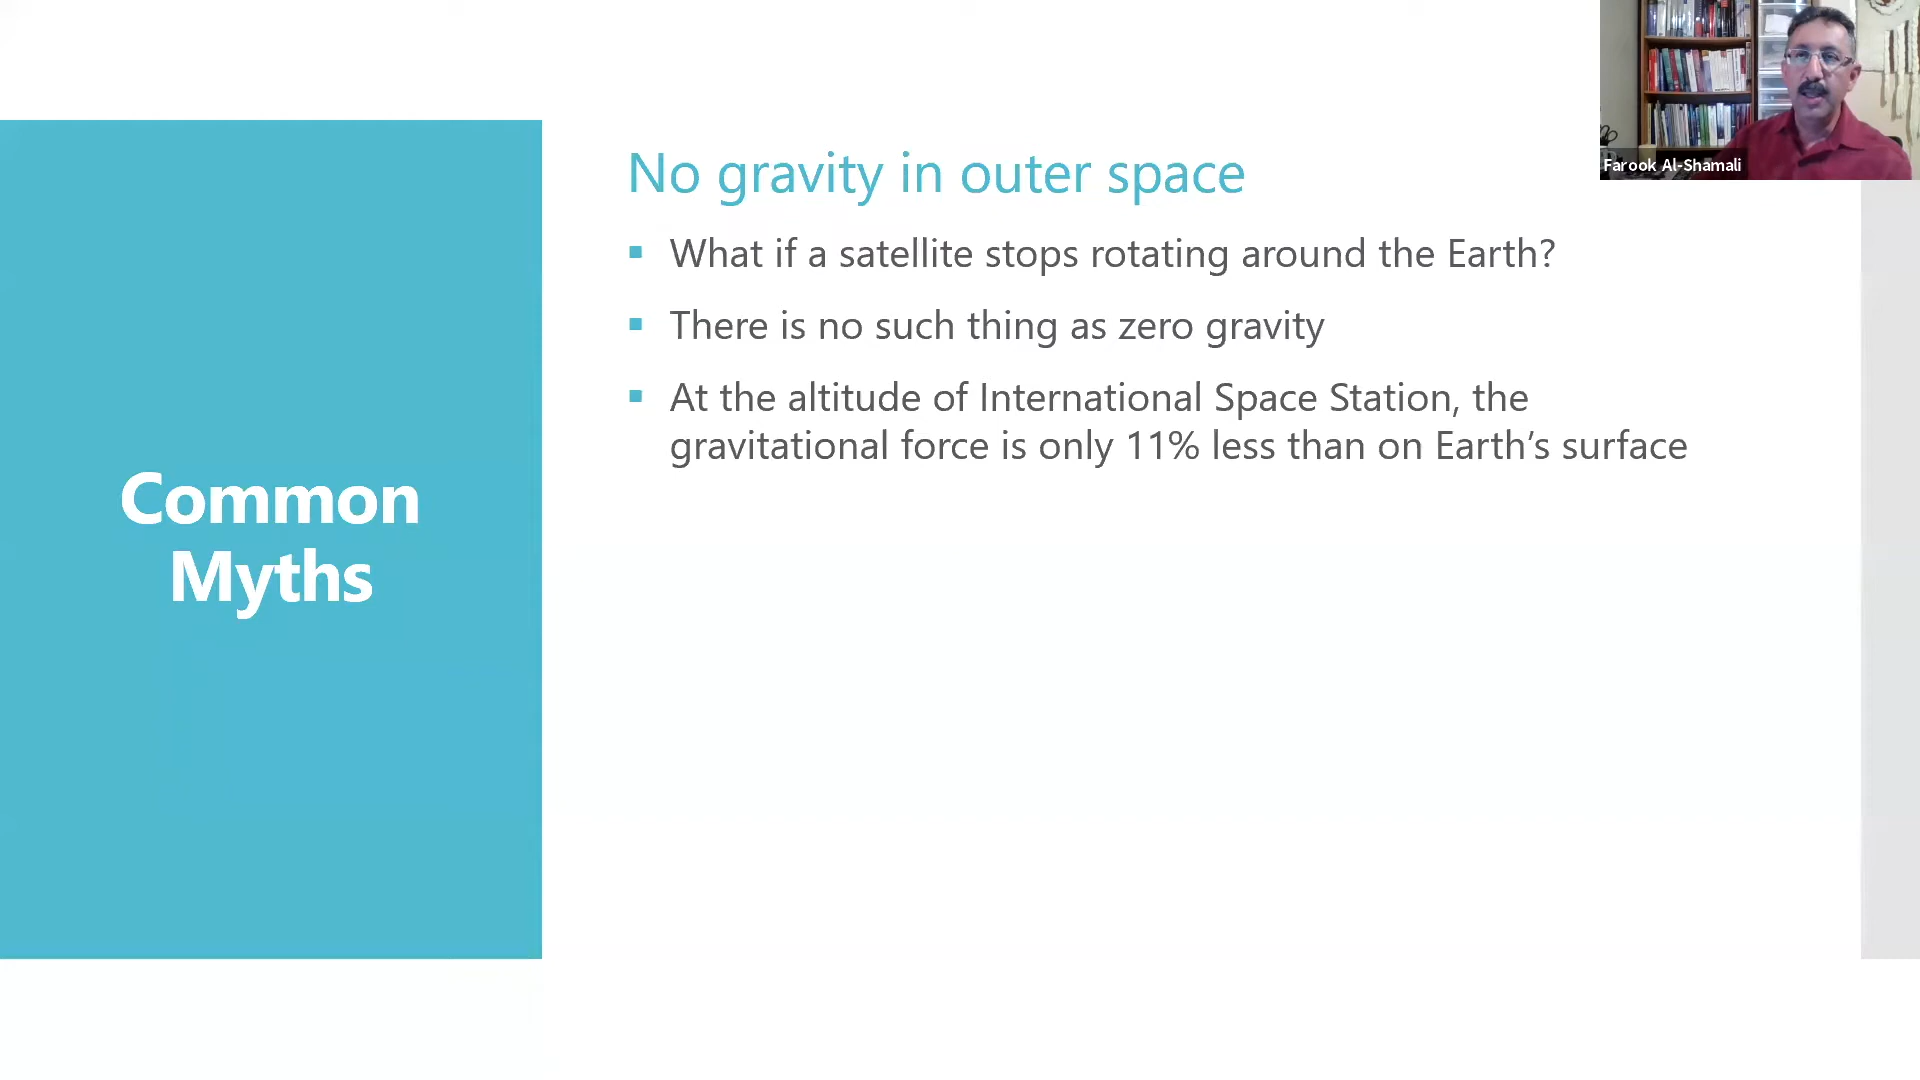 Common
Myths
No gravity in outer space
What if a satellite stops rotating around the Earth?
There is no such thing as zero gravity
At the altitude of International Space Station, the
gravitational force is only 11% less than on Earth’s surface
Farook Al-Shamali